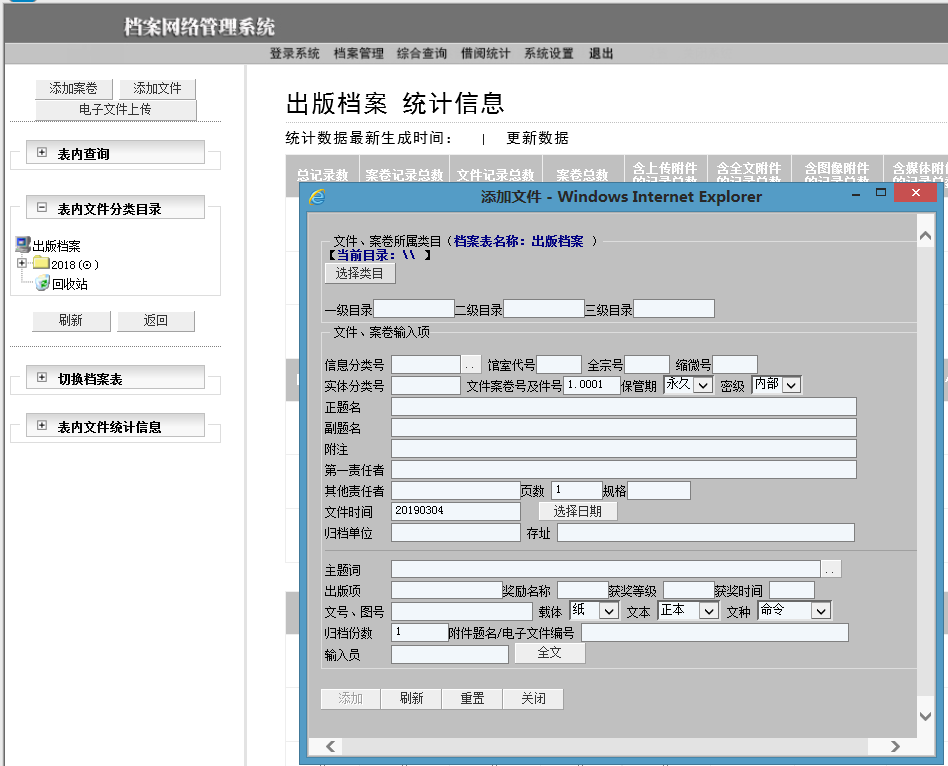 档案网络管理系统
登录系统 档案管理 综合查询 借阅统计 系统设置 退出
添加案卷 添加文件
电子文件上传
表内查询
表内文件分类目录
出版档案
2018 (⊙)
回收站
刷新 返回
切换档案表
表内文件统计信息
出版档案 统计信息
统计数据最新生成时间： | 更新数据
总记录数 案卷记录总数 文件记录总数 案卷总数 含上传附件的记录总数 含全文附件的记录总数 含图像附件的记录总数
添加文件 - Windows Internet Explorer
文件、案卷所属类目（档案表名称：出版档案 ）
【当前目录：\\ 】
选择类目
一级目录 二级目录 三级目录
文件、案卷输入项
信息分类号 .. 馆室代号 全宗号 缩微号
实体分类号 文件案卷号及件号 1.0001 保管期 永久 密级 内部
正题名
副题名
附注
第一责任者
其他责任者 页数 1 规格
文件时间 20190304 选择日期
归档单位 存址
主题词 ..
出版项 奖励名称 获奖等级 获奖时间
文号、图号 载体 纸 文本 正本 文种 命令
归档份数 1 附件题名/电子文件编号
输入员 全文
添加 刷新 重置 关闭